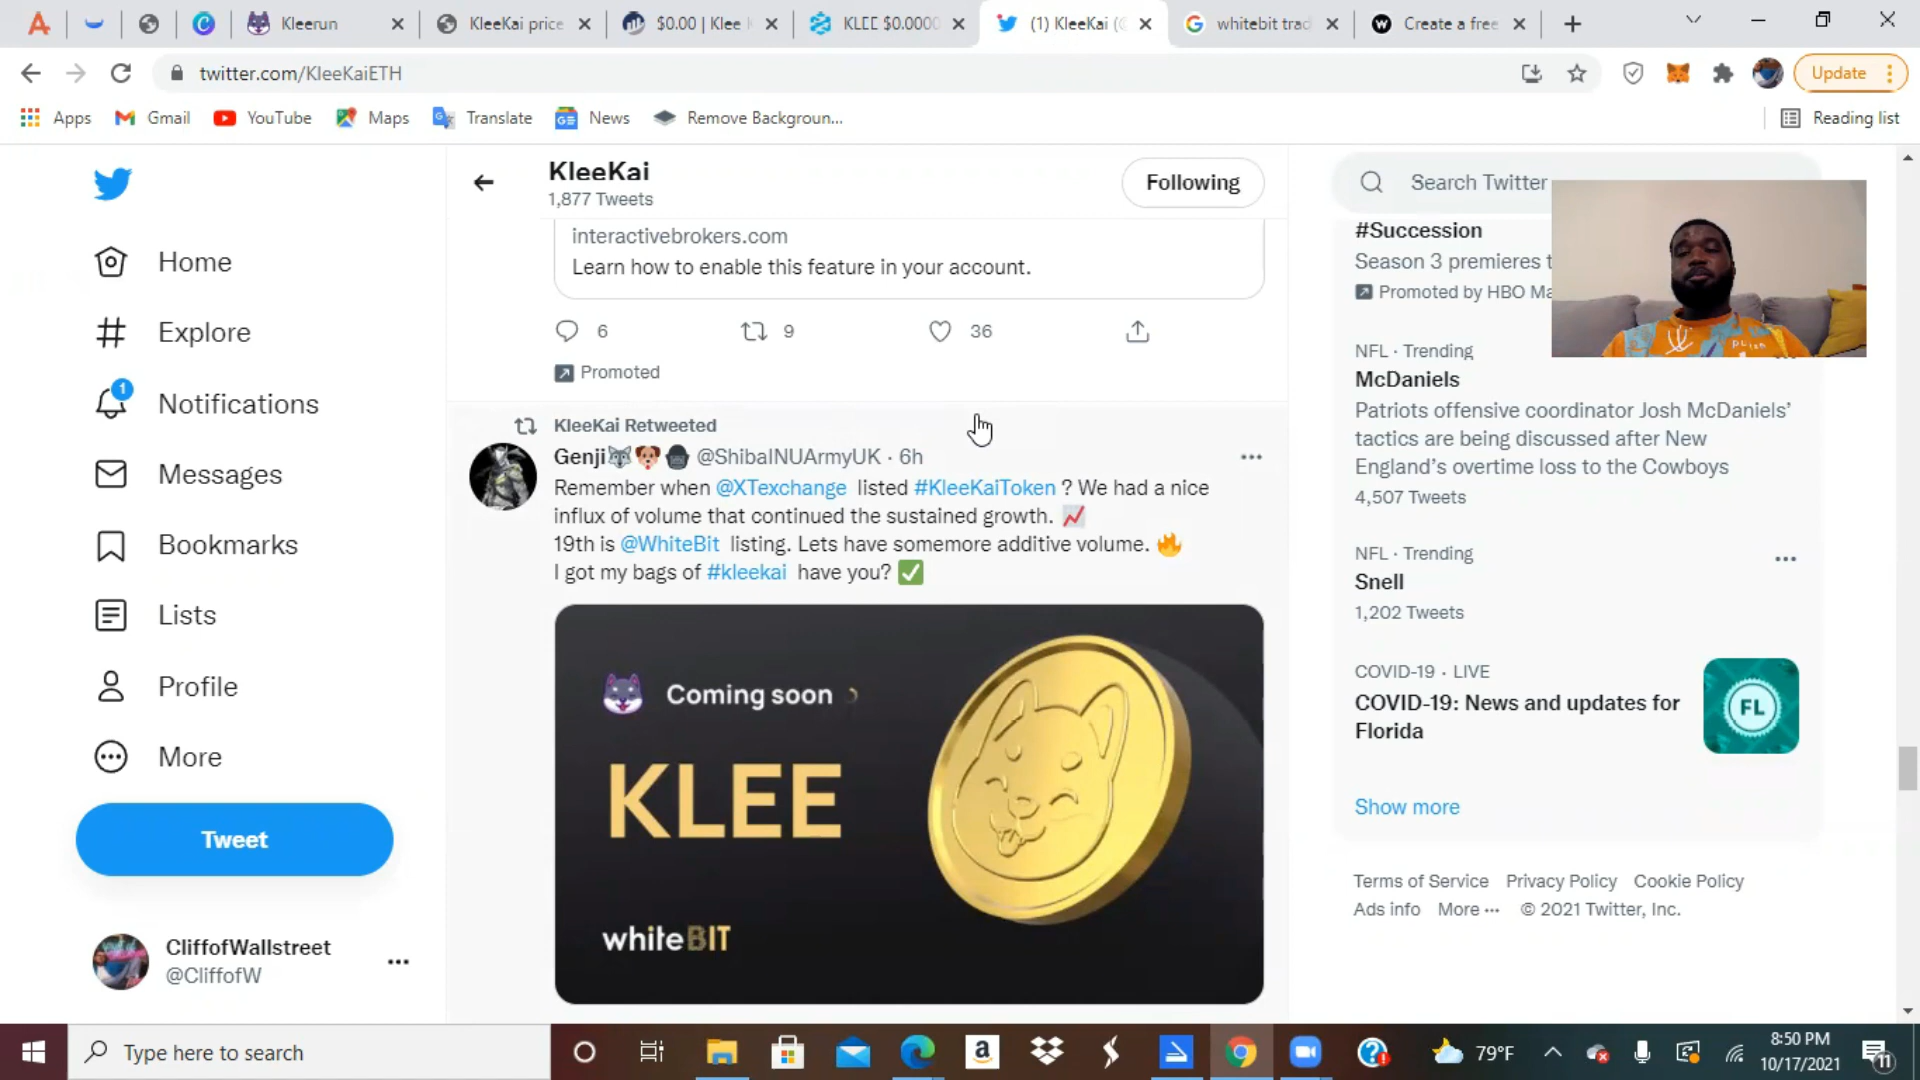 Kleerun
KleeKai price
$0.00 | Klee
KLEE $0.0000
(1) KleeKai (
whitebit trad
Create a free
twitter.com/KleeKaiETH
Update
Apps
Gmail
YouTube
Maps
Translate
News
Remove Backgroun...
Reading list
Home
Explore
1
Notifications
Messages
Bookmarks
Lists
Profile
More
Tweet
CliffofWallstreet
@CliffofW
KleeKai
1,877 Tweets
Following
interactivebrokers.com
Learn how to enable this feature in your account.
6
9
36
Promoted
KleeKai Retweeted
Genji @ShibaINUArmyUK · 6h
Remember when @XTexchange listed #KleeKaiToken ? We had a nice
influx of volume that continued the sustained growth.
19th is @WhiteBit listing. Lets have somemore additive volume.
I got my bags of #kleekai have you?
Coming soon
KLEE
whiteBIT
Search Twitter
#Succession
Season 3 premieres t
Promoted by HBO Ma
NFL · Trending
McDaniels
Patriots offensive coordinator Josh McDaniels’
tactics are being discussed after New
England’s overtime loss to the Cowboys
4,507 Tweets
NFL · Trending
Snell
1,202 Tweets
COVID-19 · LIVE
COVID-19: News and updates for
Florida
FL
Show more
Terms of Service Privacy Policy Cookie Policy
Ads info More ··· © 2021 Twitter, Inc.
Type here to search
79°F
8:50 PM
10/17/2021
11